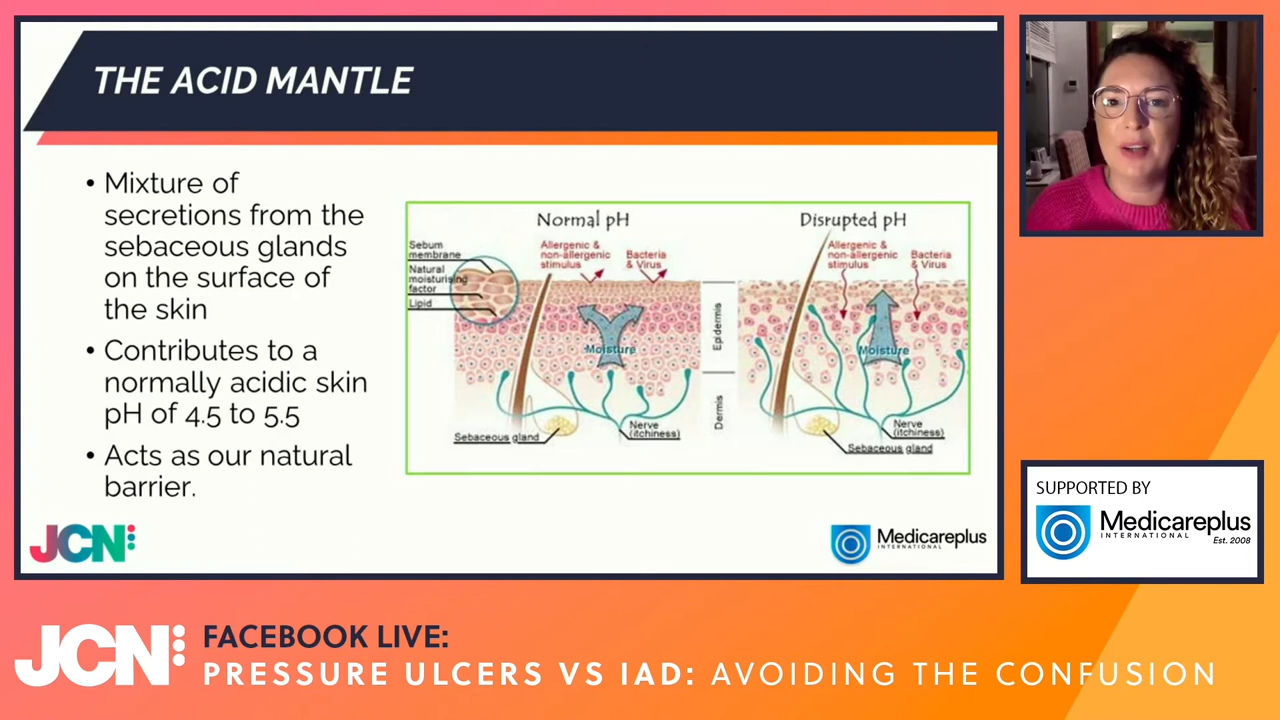 THE ACID MANTLE
• Mixture of
secretions from the
sebaceous glands
on the surface of
the skin
• Contributes to a
normally acidic skin
pH of 4.5 to 5.5
• Acts as our natural
barrier.
Normal pH
Sebum
membrane
Natural
moisturising
factor
Lipid
Allergenic &
non-allergenic
stimulus
Bacteria
& Virus
Moisture
Sebaceous gland
Nerve
(itchiness)
Epidermis
Dermis
Disrupted pH
Allergenic &
non-allergenic
stimulus
Bacteria
& Virus
Moisture
Nerve
(itchiness)
Sebaceous gland
JCN
Medicareplus
INTERNATIONAL
SUPPORTED BY
Medicareplus
INTERNATIONAL
Est. 2008
JCN
FACEBOOK LIVE:
PRESSURE ULCERS VS IAD: AVOIDING THE CONFUSION